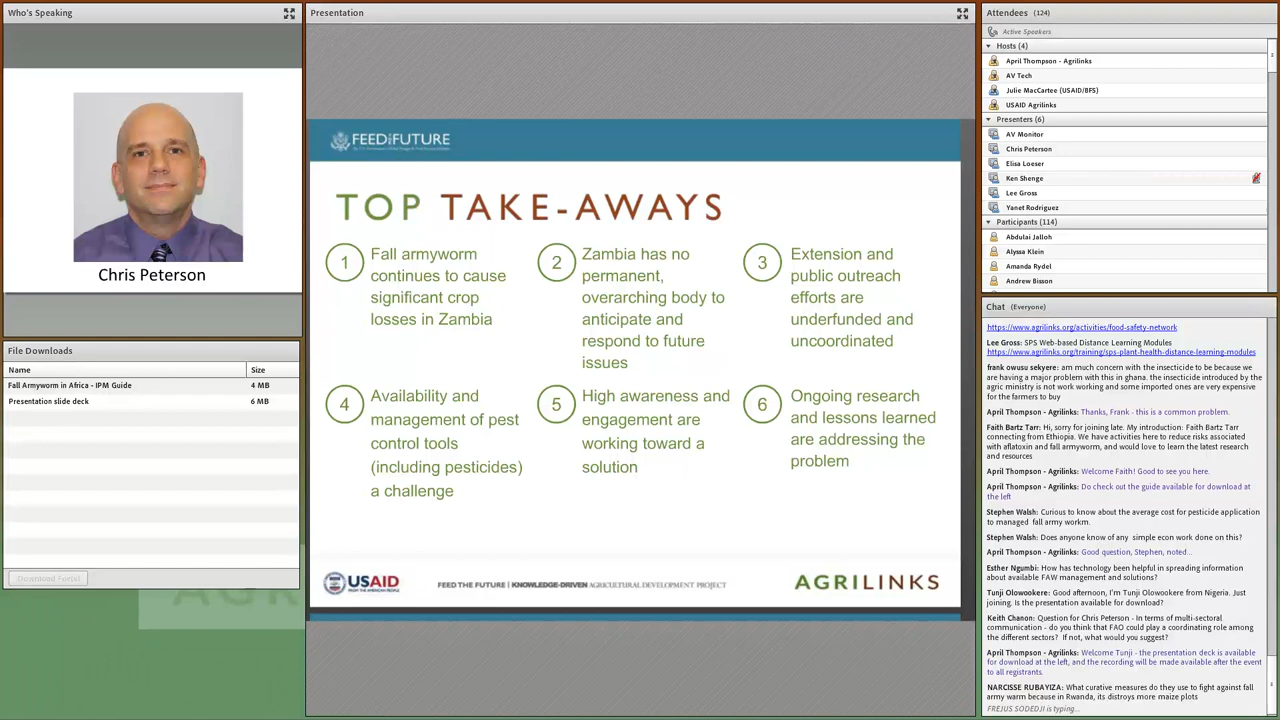 Who's Speaking
Chris Peterson
File Downloads
Name Size
Fall Armyworm in Africa - IPM Guide 4 MB
Presentation slide deck 6 MB
Download File(s)
Presentation
FEED THE FUTURE
TOP TAKE-AWAYS
1
Fall armyworm
continues to cause
significant crop
losses in Zambia
2
Zambia has no
permanent,
overarching body to
anticipate and
respond to future
issues
3
Extension and
public outreach
efforts are
underfunded and
uncoordinated
4
Availability and
management of pest
control tools
(including pesticides)
a challenge
5
High awareness and
engagement are
working toward a
solution
6
Ongoing research
and lessons learned
are addressing the
problem
USAID
FROM THE AMERICAN PEOPLE
FEED THE FUTURE | KNOWLEDGE-DRIVEN AGRICULTURAL DEVELOPMENT PROJECT
AGRILINKS
Attendees (124)
Active Speakers
Hosts (4)
April Thompson - Agrilinks
AV Tech
Julie MacCartee (USAID/BFS)
USAID Agrilinks
Presenters (6)
AV Monitor
Chris Peterson
Elisa Loeser
Ken Shenge
Lee Gross
Yanet Rodriguez
Participants (114)
Abdulai Jalloh
Alyssa Klein
Amanda Rydel
Andrew Bisson
Chat (Everyone)
https://www.agrilinks.org/activities/food-safety-network
Lee Gross: SPS Web-based Distance Learning Modules
https://www.agrilinks.org/training/sps-plant-health-distance-learning-modules
frank owusu sekyere: am much concern with the insecticide to be because we
are having a major problem with this in ghana. the insecticide introduced by the
agric ministry is not work working and some imported ones are very expensive
for the farmers to buy
April Thompson - Agrilinks: Thanks, Frank - this is a common problem.
Faith Bartz Tarr: Hi, sorry for joining late. My introduction: Faith Bartz Tarr
connecting from Ethiopia. We have activities here to reduce risks associated
with aflatoxin and fall armyworm, and would love to learn the latest research
and resources
April Thompson - Agrilinks: Welcome Faith! Good to see you here.
April Thompson - Agrilinks: Do check out the guide available for download at
the left
Stephen Walsh: Curious to know about the average cost for pesticide application
to managed fall army workm.
Stephen Walsh: Does anyone know of any simple econ work done on this?
April Thompson - Agrilinks: Good question, Stephen, noted...
Esther Ngumbi: How has technology been helpful in spreading information
about available FAW management and solutions?
Tunji Olowookere: Good afternoon, I'm Tunji Olowookere from Nigeria. Just
joining. Is the presentation available for download?
Keith Chanon: Question for Chris Peterson - In terms of multi-sectoral
communication - do you think that FAO could play a coordinating role among
the different sectors? If not, what would you suggest?
April Thompson - Agrilinks: Welcome Tunji - the presentation deck is available
for download at the left, and the recording will be made available after the event
to all registrants.
NARCISSE RUBAYIZA: What curative measures do they use to fight against fall
army warm because in Rwanda, its distroys more maize plots
FREJUS SODEDJI is typing...